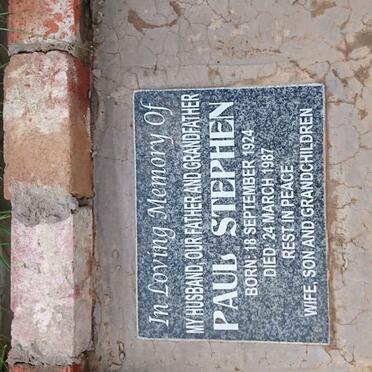 In Loving Memory Of
MY HUSBAND, OUR FATHER AND GRANDFATHER
PAUL STEPHEN
BORN: 18 SEPTEMBER 1924
DIED: 24 MARCH 1987
REST IN PEACE
WIFE, SON AND GRANDCHILDREN